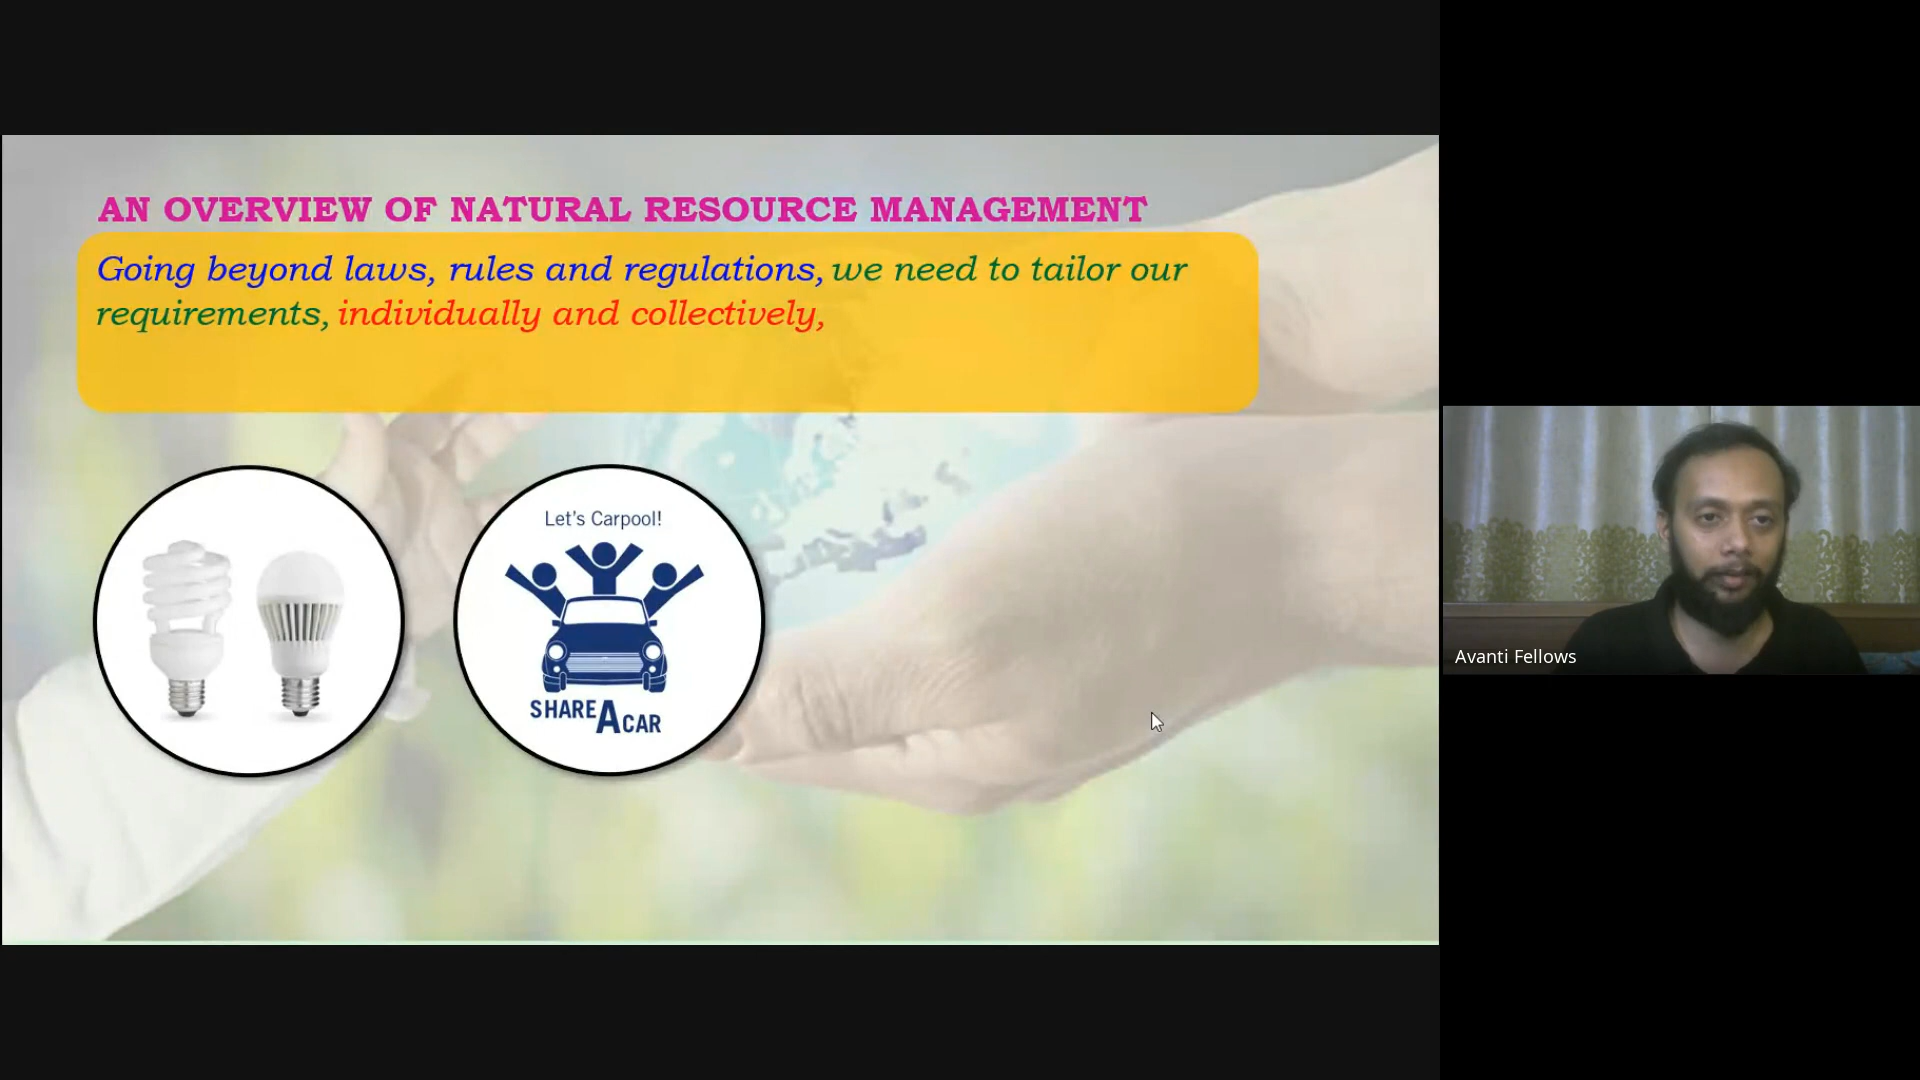 AN OVERVIEW OF NATURAL RESOURCE MANAGEMENT
Going beyond laws, rules and regulations, we need to tailor our
requirements, individually and collectively,
Let's Carpool!
SHARE A CAR
Avanti Fellows